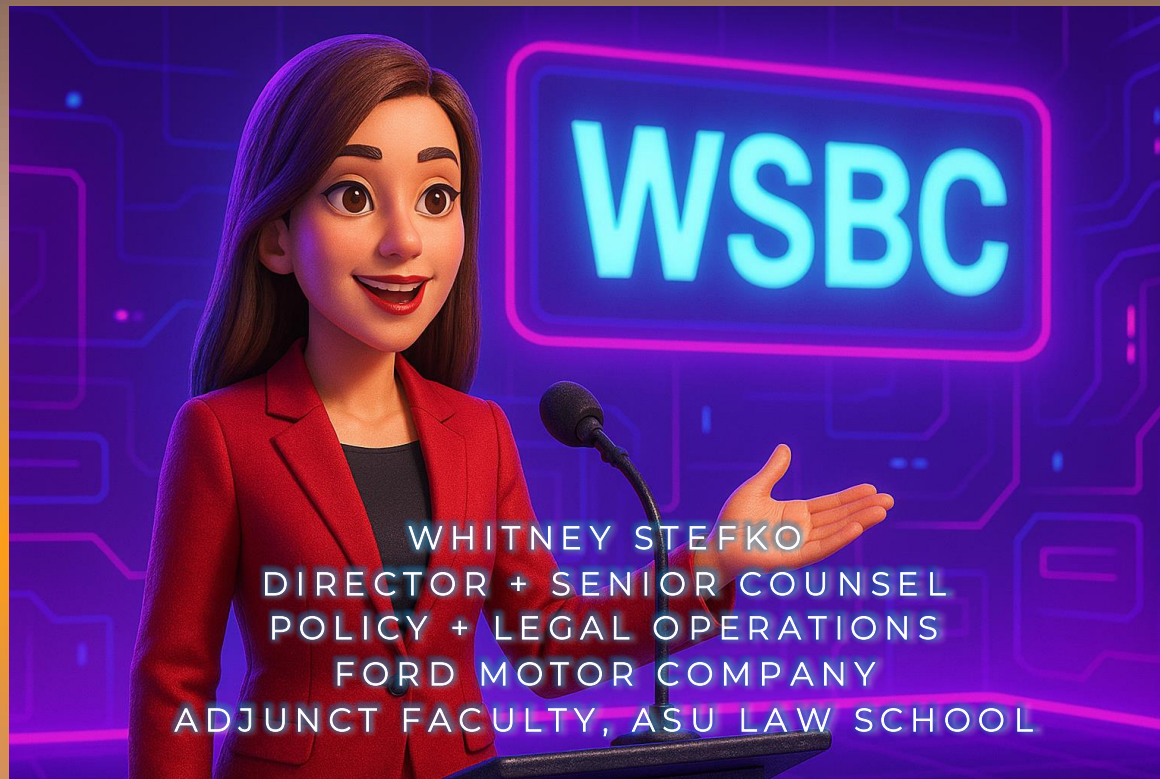 WSBC
WHITNEY STEFKO
DIRECTOR + SENIOR COUNSEL
POLICY + LEGAL OPERATIONS
FORD MOTOR COMPANY
ADJUNCT FACULTY, ASU LAW SCHOOL